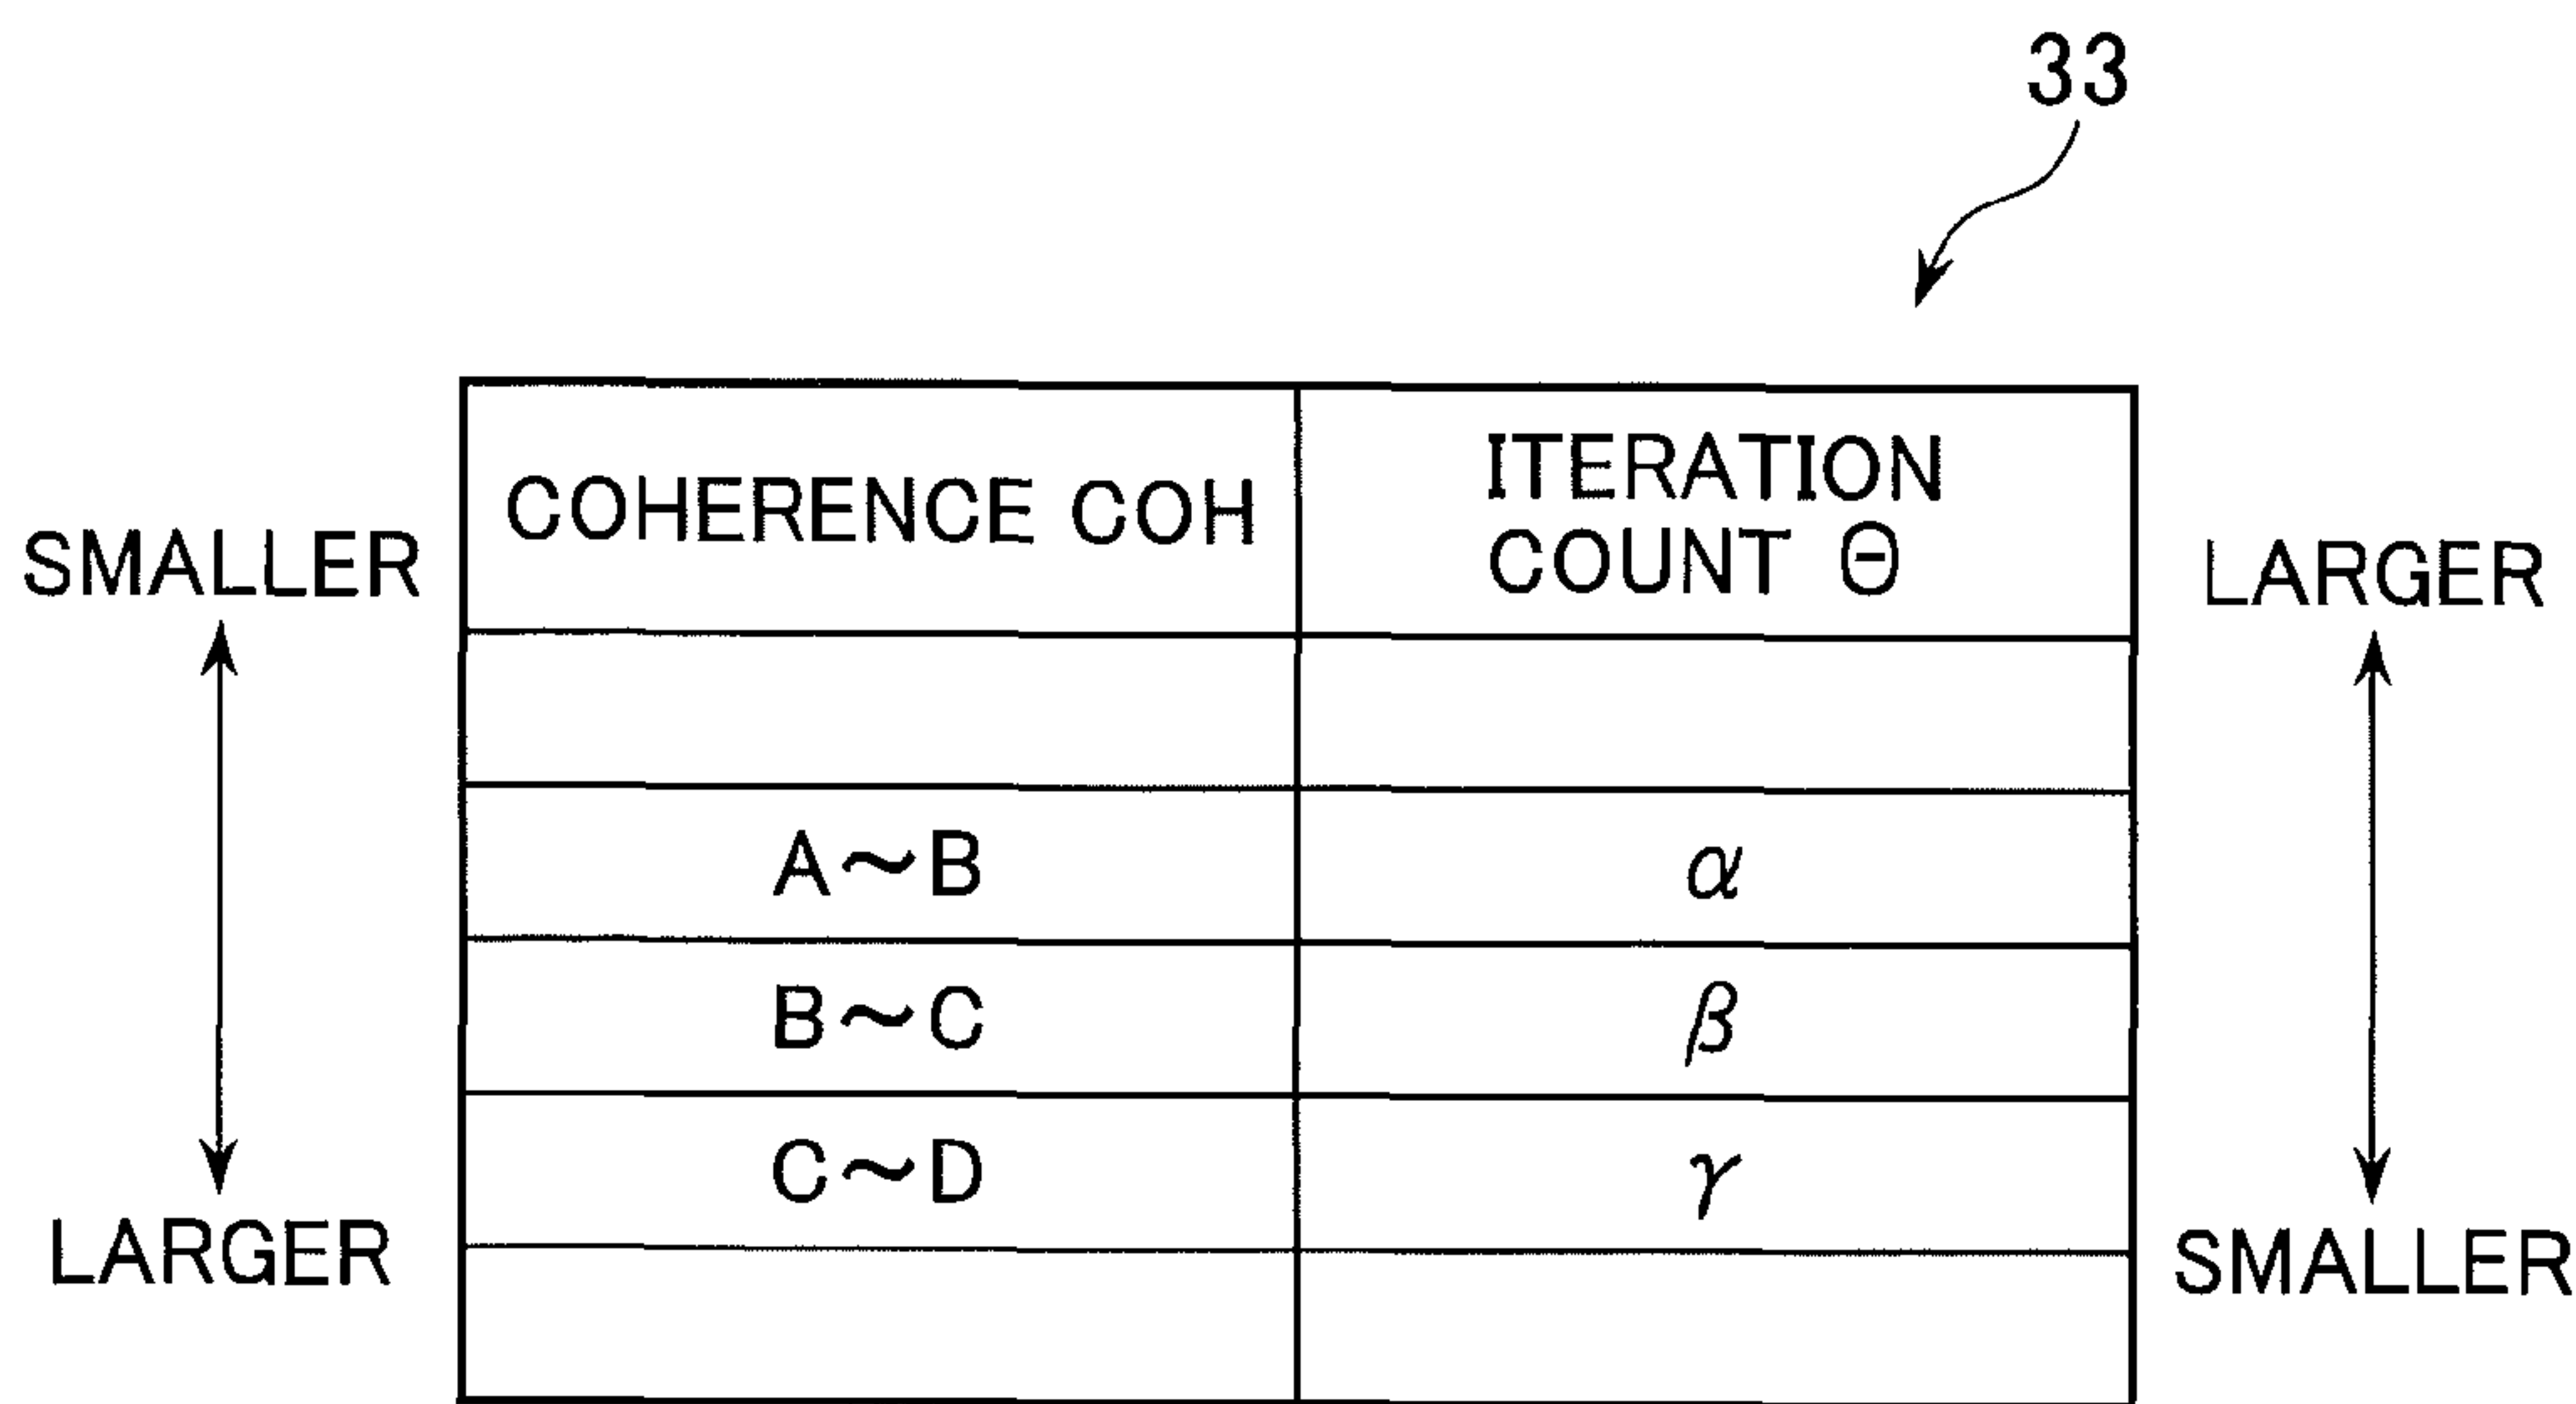 33
COHERENCE COH
ITERATION
COUNT Θ
SMALLER
LARGER
A~B
α
B~C
β
C~D
γ
LARGER
SMALLER